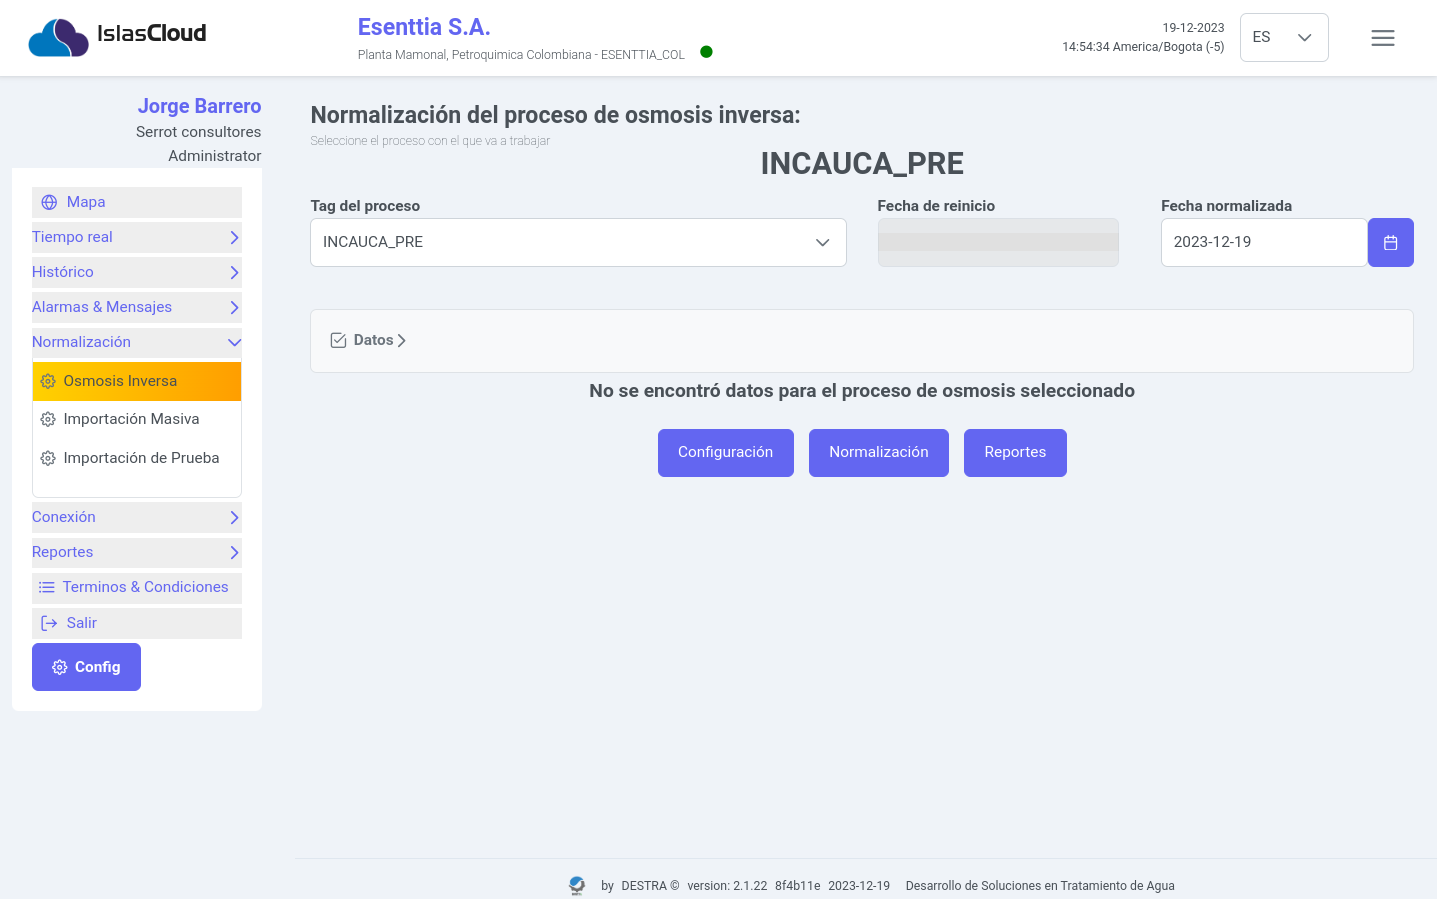 IslasCloud
Esenttia S.A.
Planta Mamonal, Petroquimica Colombiana - ESENTTIA_COL
19-12-2023
14:54:34 America/Bogota (-5)
ES
Jorge Barrero
Serrot consultores
Administrator
Mapa
Tiempo real
Histórico
Alarmas & Mensajes
Normalización
Osmosis Inversa
Importación Masiva
Importación de Prueba
Conexión
Reportes
Terminos & Condiciones
Salir
Config
Normalización del proceso de osmosis inversa:
Seleccione el proceso con el que va a trabajar
INCAUCA_PRE
Tag del proceso
INCAUCA_PRE
Fecha de reinicio
Fecha normalizada
2023-12-19
Datos
No se encontró datos para el proceso de osmosis seleccionado
Configuración
Normalización
Reportes
by DESTRA © version: 2.1.22 8f4b11e 2023-12-19 Desarrollo de Soluciones en Tratamiento de Agua